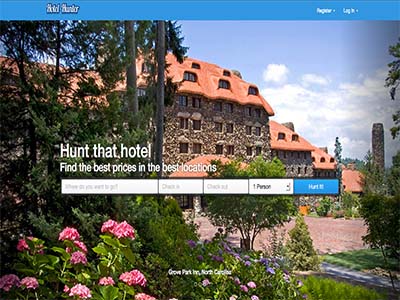 Hotel Hunter
Register
Log In
Hunt that hotel
Find the best prices in the best locations
Where do you want to go?
Check in
Check out
1 Person
Hunt It!
Grove Park Inn, North Carolina